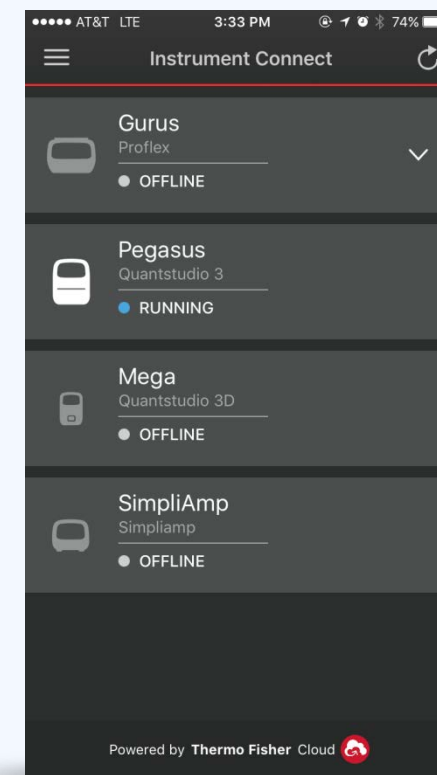 AT&T LTE 3:33 PM 74%
Instrument Connect
Gurus
Proflex
OFFLINE
Pegasus
Quantstudio 3
RUNNING
Mega
Quantstudio 3D
OFFLINE
SimpliAmp
Simpliamp
OFFLINE
Powered by Thermo Fisher Cloud